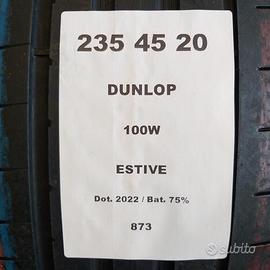 235 45 20
DUNLOP
100W
ESTIVE
Dot. 2022 / Bat. 75%
873
subito